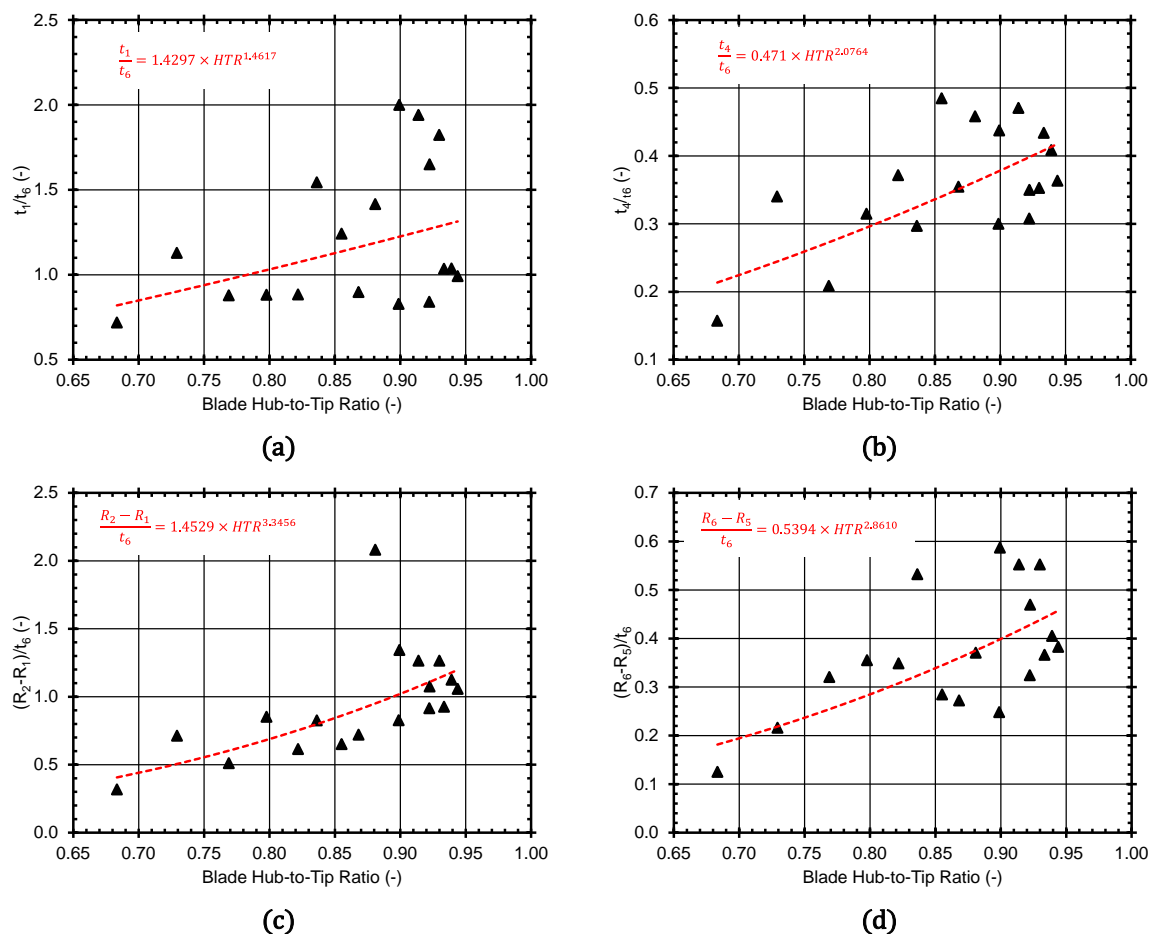 t1/t6 = 1.4297 × HTR^1.4617
t1/t6 (-)
2.5
2.0
1.5
1.0
0.5
0.65 0.70 0.75 0.80 0.85 0.90 0.95 1.00
Blade Hub-to-Tip Ratio (-)
(a)
t4/t6 = 0.471 × HTR^2.0764
t4/t6 (-)
0.6
0.5
0.4
0.3
0.2
0.1
0.65 0.70 0.75 0.80 0.85 0.90 0.95 1.00
Blade Hub-to-Tip Ratio (-)
(b)
R2 − R1/t6 = 1.4529 × HTR^3.3456
(R2-R1)/t6 (-)
2.5
2.0
1.5
1.0
0.5
0.0
0.65 0.70 0.75 0.80 0.85 0.90 0.95 1.00
Blade Hub-to-Tip Ratio (-)
(c)
R6 − R5/t6 = 0.5394 × HTR^2.8610
(R6-R5)/t6
0.7
0.6
0.5
0.4
0.3
0.2
0.1
0.0
0.65 0.70 0.75 0.80 0.85 0.90 0.95 1.00
Blade Hub-to-Tip Ratio (-)
(d)